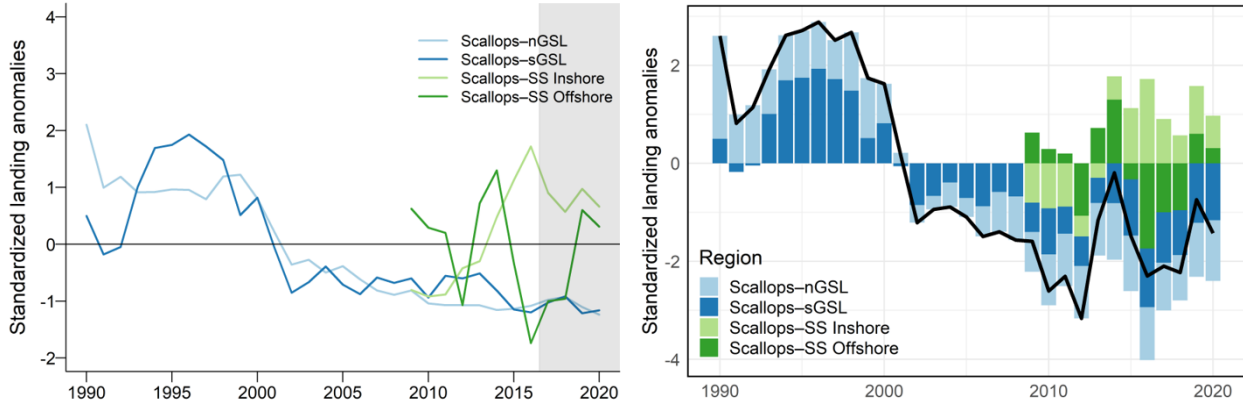 Standardized landing anomalies
4
3
2
1
0
-1
-2
Scallops–nGSL
Scallops–sGSL
Scallops–SS Inshore
Scallops–SS Offshore
1990
1995
2000
2005
2010
2015
2020
Standardized landing anomalies
2
0
-2
-4
Region
Scallops–nGSL
Scallops–sGSL
Scallops–SS Inshore
Scallops–SS Offshore
1990
2000
2010
2020